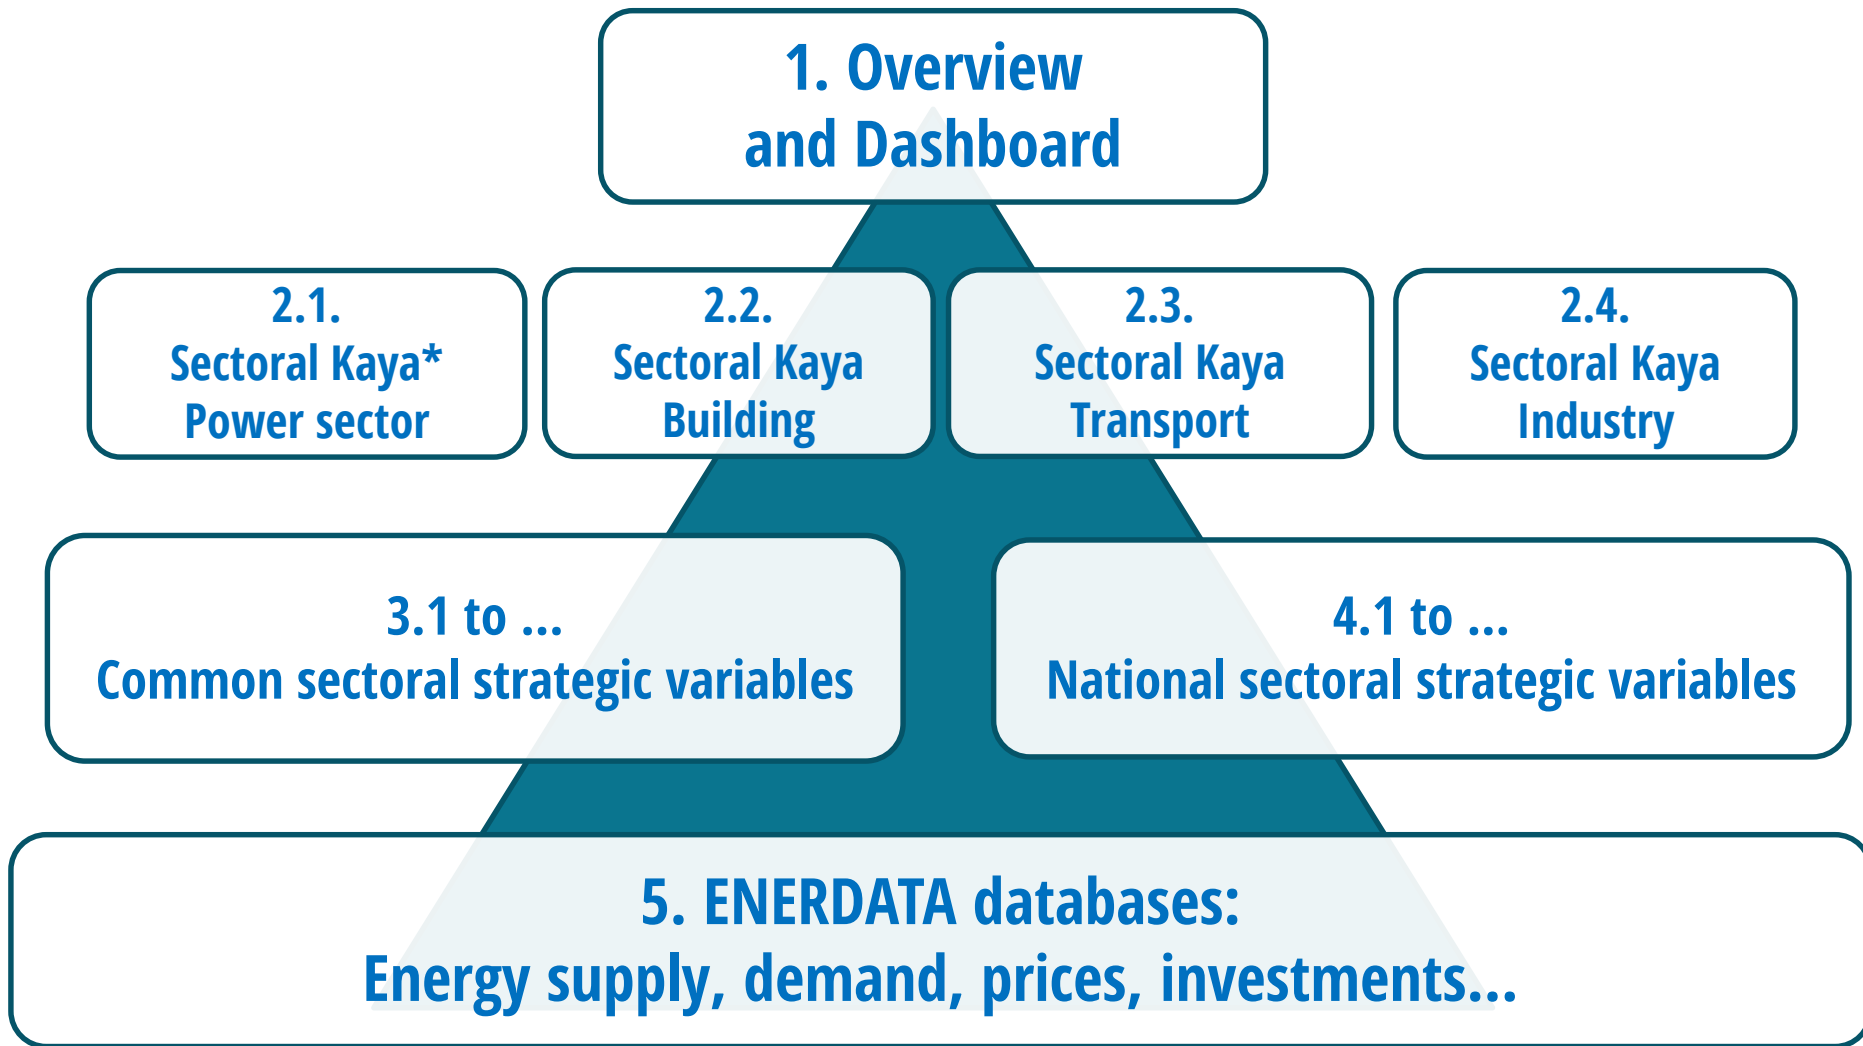 1. Overview
and Dashboard
2.1.
Sectoral Kaya*
Power sector
2.2.
Sectoral Kaya
Building
2.3.
Sectoral Kaya
Transport
2.4.
Sectoral Kaya
Industry
3.1 to ...
Common sectoral strategic variables
4.1 to ...
National sectoral strategic variables
5. ENERDATA databases:
Energy supply, demand, prices, investments...